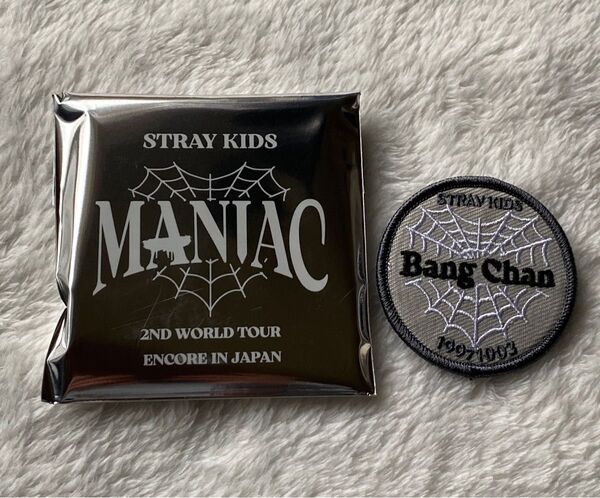 STRAY KIDS
MANIAC
2ND WORLD TOUR
ENCORE IN JAPAN
STRAY KIDS
Bang Chan
19971003